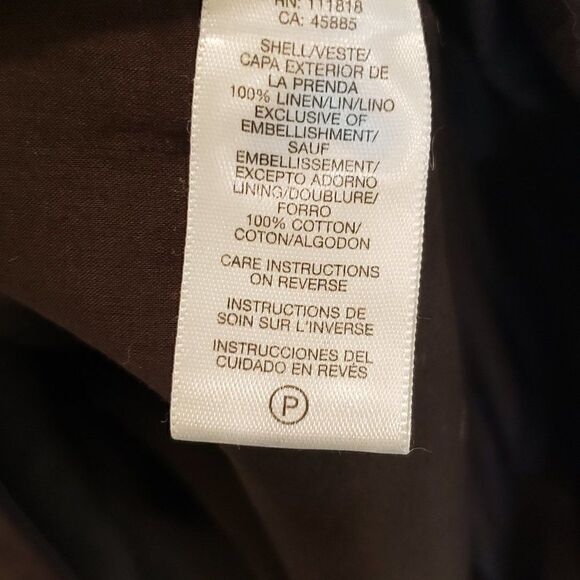 RN: 111818
CA: 45885
SHELL/VESTE/
CAPA EXTERIOR DE
LA PRENDA
100% LINEN/LIN/LINO
EXCLUSIVE OF
EMBELLISHMENT/
SAUF
EMBELLISSEMENT/
EXCEPTO ADORNO
LINING/DOUBLURE/
FORRO
100% COTTON/
COTON/ALGODON
CARE INSTRUCTIONS
ON REVERSE
INSTRUCTIONS DE
SOIN SUR L'INVERSE
INSTRUCCIONES DEL
CUIDADO EN REVÉS
P